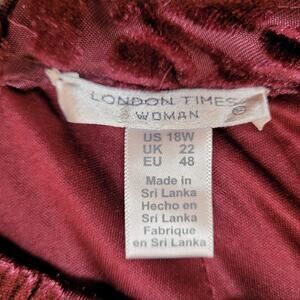 LONDON TIMES
WOMAN
US 18W
UK 22
EU 48
Made in
Sri Lanka
Hecho en
Sri Lanka
Fabrique
en Sri Lanka